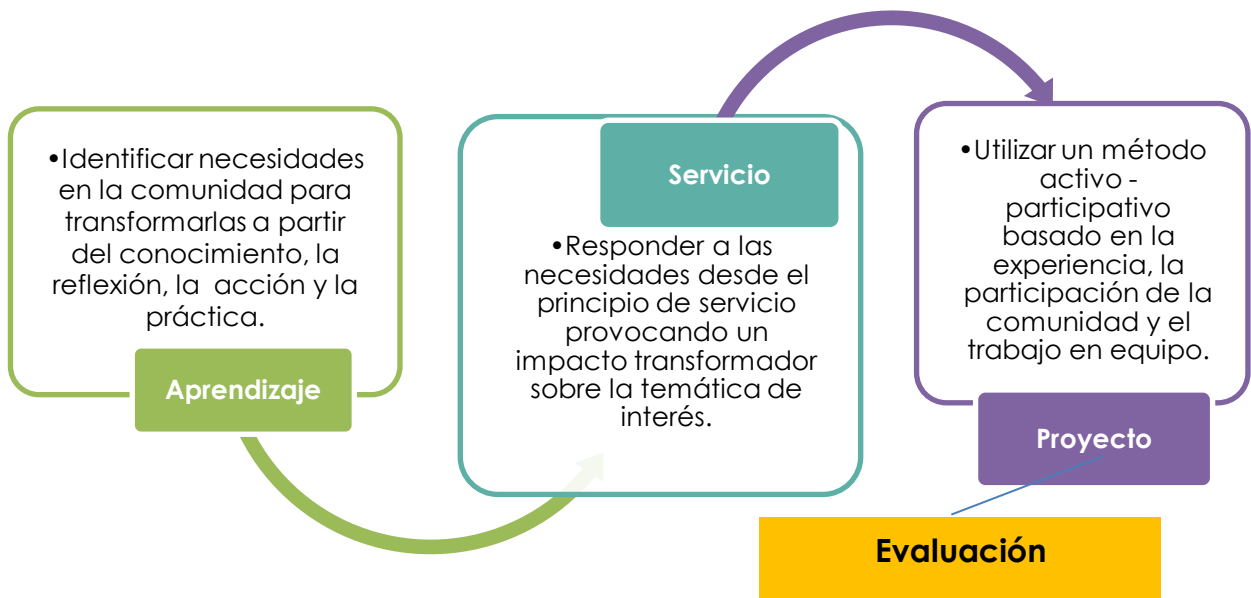 •Identificar necesidades
en la comunidad para
transformarlas a partir
del conocimiento, la
reflexión, la acción y la
práctica.
Aprendizaje
Servicio
•Responder a las
necesidades desde el
principio de servicio
provocando un
impacto transformador
sobre la temática de
interés.
•Utilizar un método
activo -
participativo
basado en la
experiencia, la
participación de la
comunidad y el
trabajo en equipo.
Proyecto
Evaluación